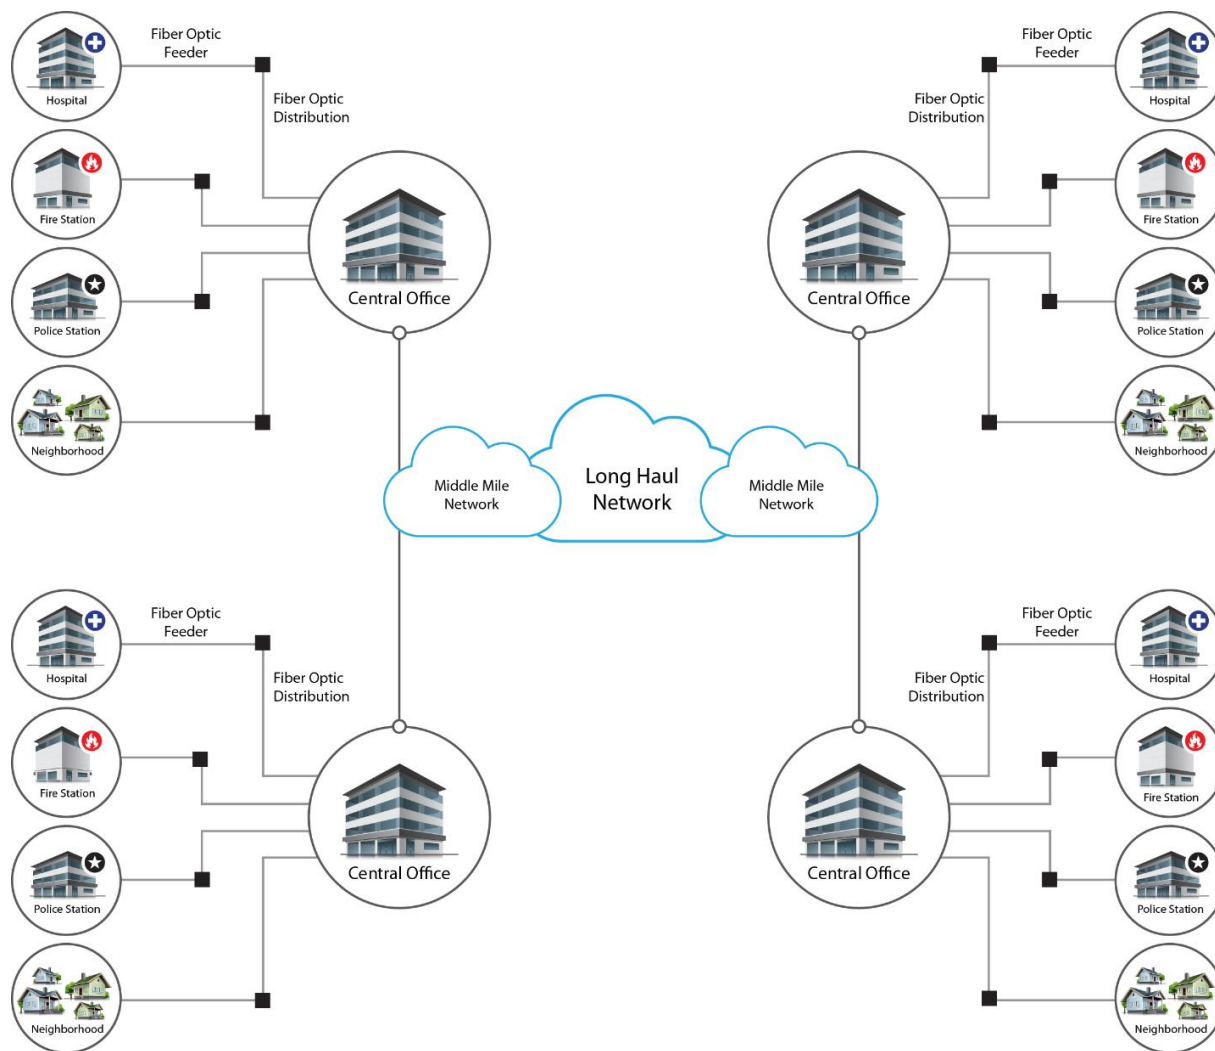 Fiber Optic
Feeder
Hospital
Fiber Optic
Distribution
Fire Station
Police Station
Neighborhood
Central Office
Fiber Optic
Feeder
Hospital
Fiber Optic
Distribution
Fire Station
Police Station
Neighborhood
Central Office
Middle Mile
Network
Long Haul
Network
Middle Mile
Network
Fiber Optic
Feeder
Hospital
Fiber Optic
Distribution
Fire Station
Police Station
Neighborhood
Central Office
Fiber Optic
Feeder
Hospital
Fiber Optic
Distribution
Fire Station
Police Station
Neighborhood
Central Office